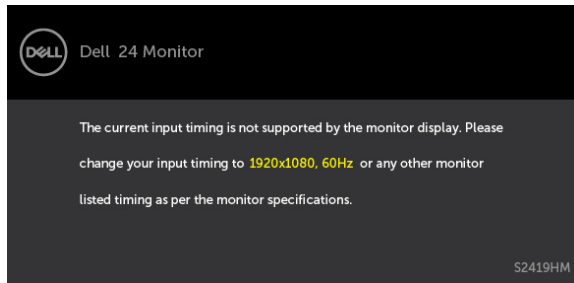 DELL
Dell 24 Monitor
The current input timing is not supported by the monitor display. Please
change your input timing to 1920x1080, 60Hz or any other monitor
listed timing as per the monitor specifications.
S2419HM